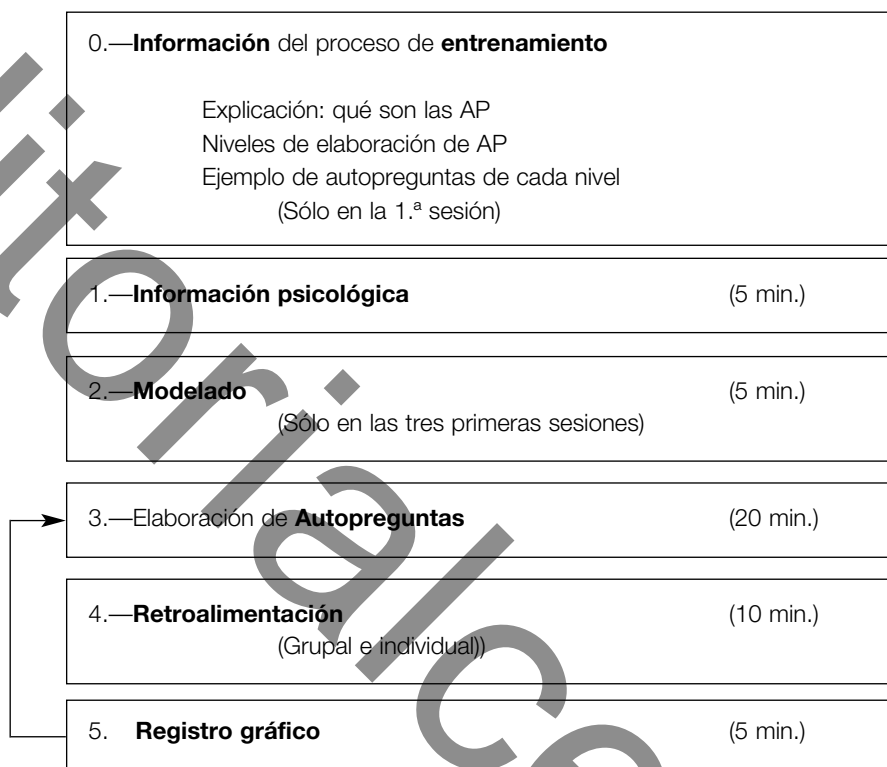 0.—Información del proceso de entrenamiento
Explicación: qué son las AP
Niveles de elaboración de AP
Ejemplo de autopreguntas de cada nivel
(Sólo en la 1.ª sesión)
1.—Información psicológica (5 min.)
2.—Modelado (5 min.)
(Sólo en las tres primeras sesiones)
3.—Elaboración de Autopreguntas (20 min.)
4.—Retroalimentación (10 min.)
(Grupal e individual))
5. Registro gráfico (5 min.)